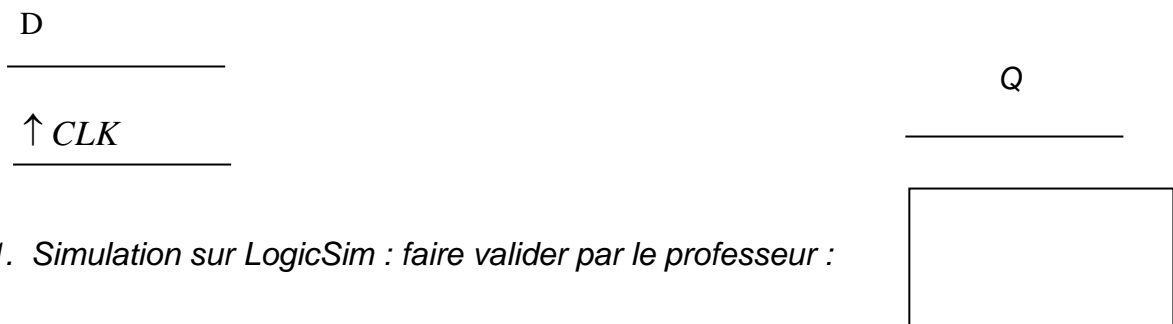 D
Q
↑ CLK
1. Simulation sur LogicSim : faire valider par le professeur :